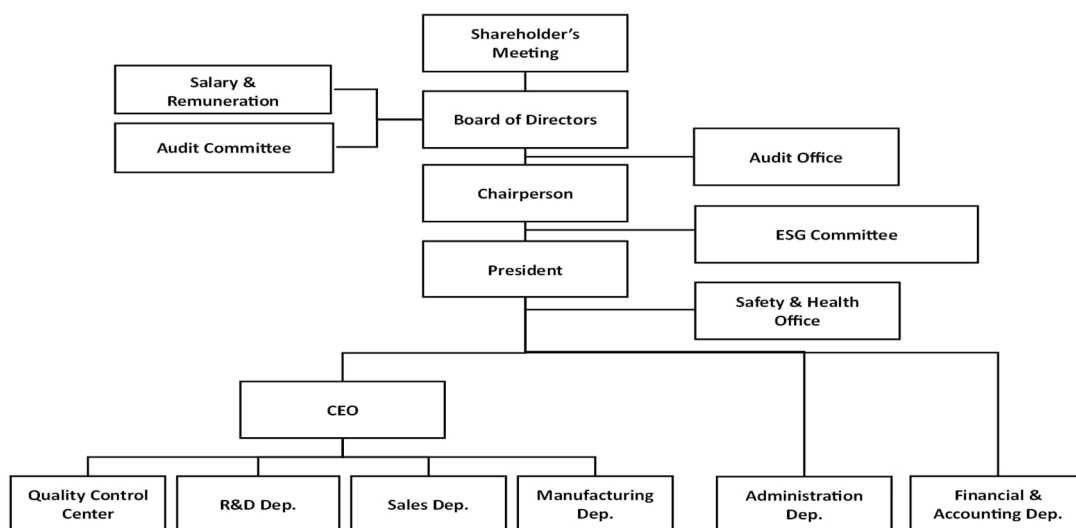 Shareholder’s
Meeting
Salary &
Remuneration
Board of Directors
Audit Committee
Audit Office
Chairperson
ESG Committee
President
Safety & Health
Office
CEO
Quality Control
Center
R&D Dep.
Sales Dep.
Manufacturing
Dep.
Administration
Dep.
Financial &
Accounting Dep.